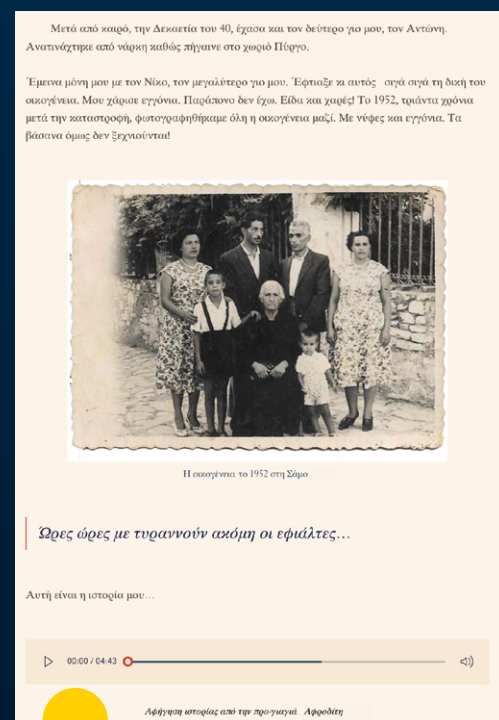 Μετά από καιρό, την Δεκαετία του 40, έχασα και τον δεύτερο γιο μου, τον Αντώνη.
Ανατινάχτηκε από νάρκη καθώς πήγαινε στο χωριό Πύργο.
Έμεινα μόνη μου με τον Νίκο, τον μεγαλύτερο γιο μου. Έφτιαξε κι αυτός σιγά σιγά τη δική του
οικογένεια. Μου χάρισε εγγόνια. Παράπονο δεν έχω. Είδα και χαρές! Το 1952, τριάντα χρόνια
μετά την καταστροφή, φωτογραφηθήκαμε όλη η οικογένεια μαζί. Με νύφες και εγγόνια. Τα
βάσανα όμως δεν ξεχνιούνται!
Η οικογένεια το 1952 στη Σάμο
Ώρες ώρες με τυραννούν ακόμη οι εφιάλτες…
Αυτή είναι η ιστορία μου…
00:00 / 04:43
Αφήγηση ιστορίας από την προ-γιαγιά Αφροδίτη